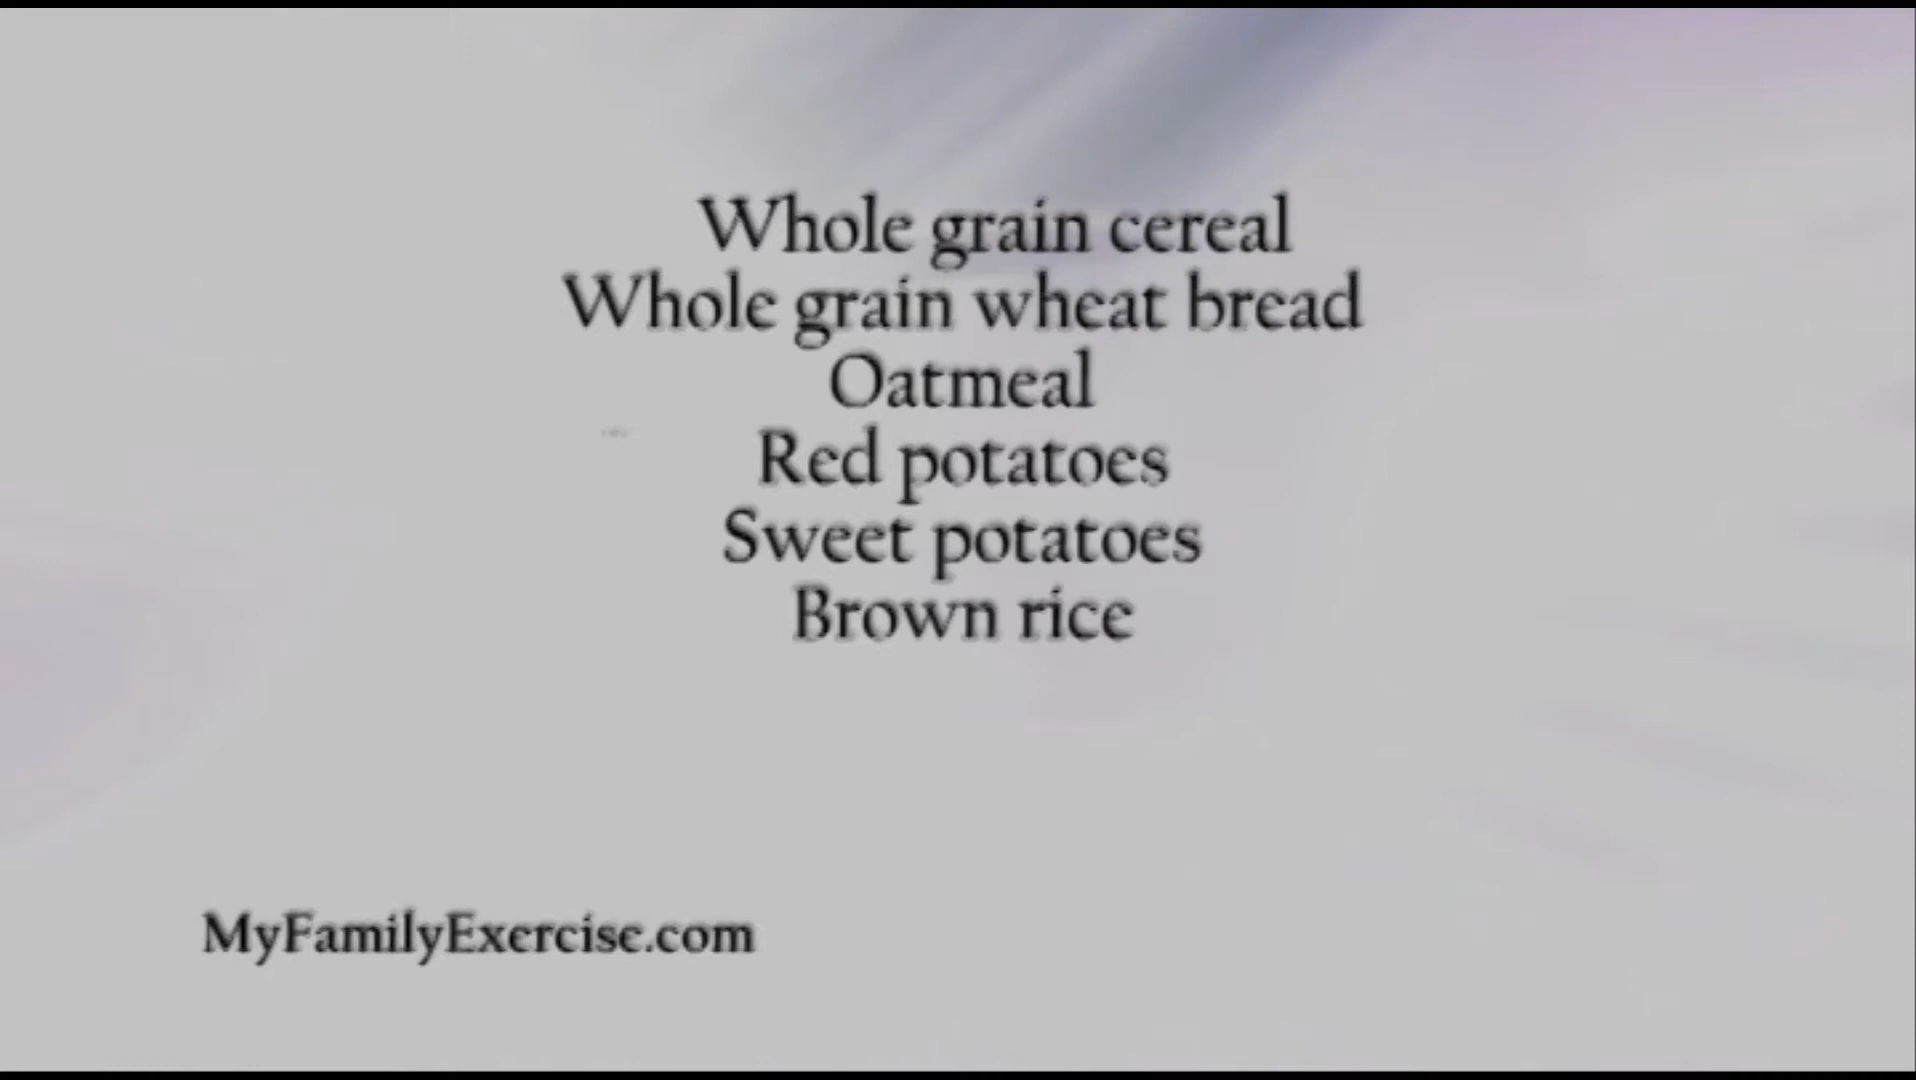 Whole grain cereal
Whole grain wheat bread
Oatmeal
Red potatoes
Sweet potatoes
Brown rice
MyFamilyExercise.com